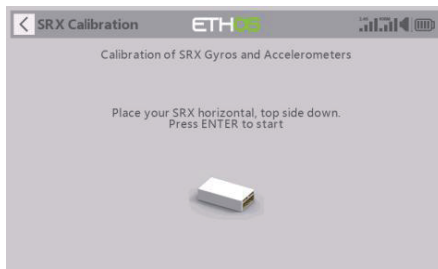 SRX Calibration
ETHOS
Calibration of SRX Gyros and Accelerometers
Place your SRX horizontal, top side down.
Press ENTER to start